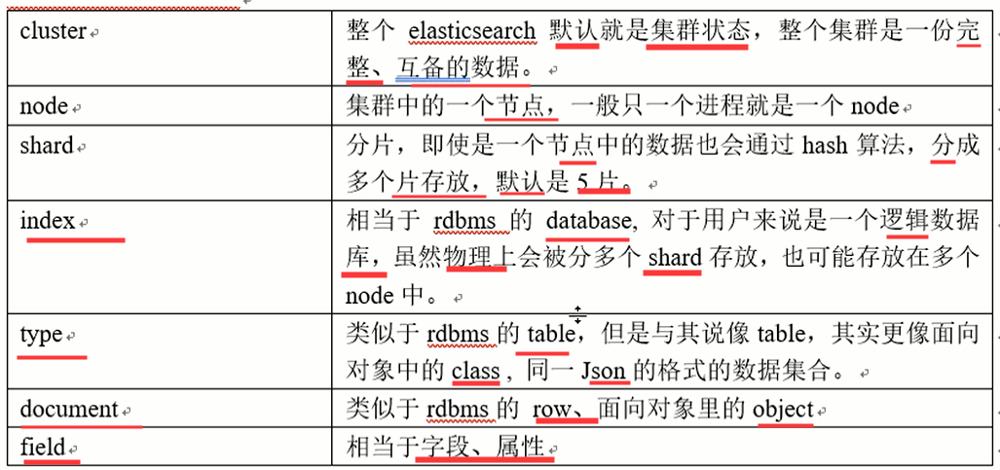 cluster
整个 elasticsearch 默认就是集群状态，整个集群是一份完
整、互备的数据。
node
集群中的一个节点，一般只一个进程就是一个 node
shard
分片，即使是一个节点中的数据也会通过 hash 算法，分成
多个片存放，默认是 5 片。
index
相当于 rdbms 的 database, 对于用户来说是一个逻辑数据
库，虽然物理上会被分多个 shard 存放，也可能存放在多个
node 中。
type
类似于 rdbms 的 table，但是与其说像 table，其实更像面向
对象中的 class , 同一 Json 的格式的数据集合。
document
类似于 rdbms 的 row、面向对象里的 object
field
相当于字段、属性